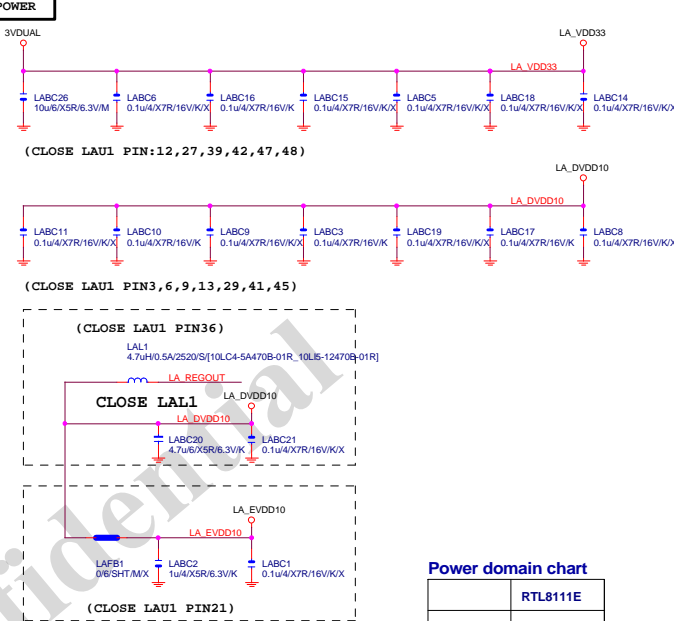 POWER
3VDUAL
LA_VDD33
LA_VDD33
LABC26
10u/6/X5R/6.3V/M
LABC6
0.1u/4/X7R/16V/K/X
LABC16
0.1u/4/X7R/16V/K
LABC15
0.1u/4/X7R/16V/K/X
LABC5
0.1u/4/X7R/16V/K/X
LABC18
0.1u/4/X7R/16V/K/X
LABC14
0.1u/4/X7R/16V/K/X
(CLOSE LAU1 PIN:12,27,39,42,47,48)
LA_DVDD10
LA_DVDD10
LABC11
0.1u/4/X7R/16V/K/X
LABC10
0.1u/4/X7R/16V/K
LABC9
0.1u/4/X7R/16V/K/X
LABC3
0.1u/4/X7R/16V/K
LABC19
0.1u/4/X7R/16V/K/X
LABC17
0.1u/4/X7R/16V/K/X
LABC8
0.1u/4/X7R/16V/K/X
(CLOSE LAU1 PIN3,6,9,13,29,41,45)
(CLOSE LAU1 PIN36)
LAL1
4.7uH/0.5A/2520/S/[10LC4-5A470B-01R_10LI5-12470B-01R]
LA_REGOUT
CLOSE LAL1
LA_DVDD10
LA_DVDD10
LABC20
4.7u/6/X5R/6.3V/K
LABC21
0.1u/4/X7R/16V/K/X
LA_EVDD10
LA_EVDD10
LAFB1
0/6/SHT/M/X
LABC2
1u/4/X5R/6.3V/K
LABC1
0.1u/4/X7R/16V/K/X
(CLOSE LAU1 PIN21)
Power domain chart
RTL8111E
fidential